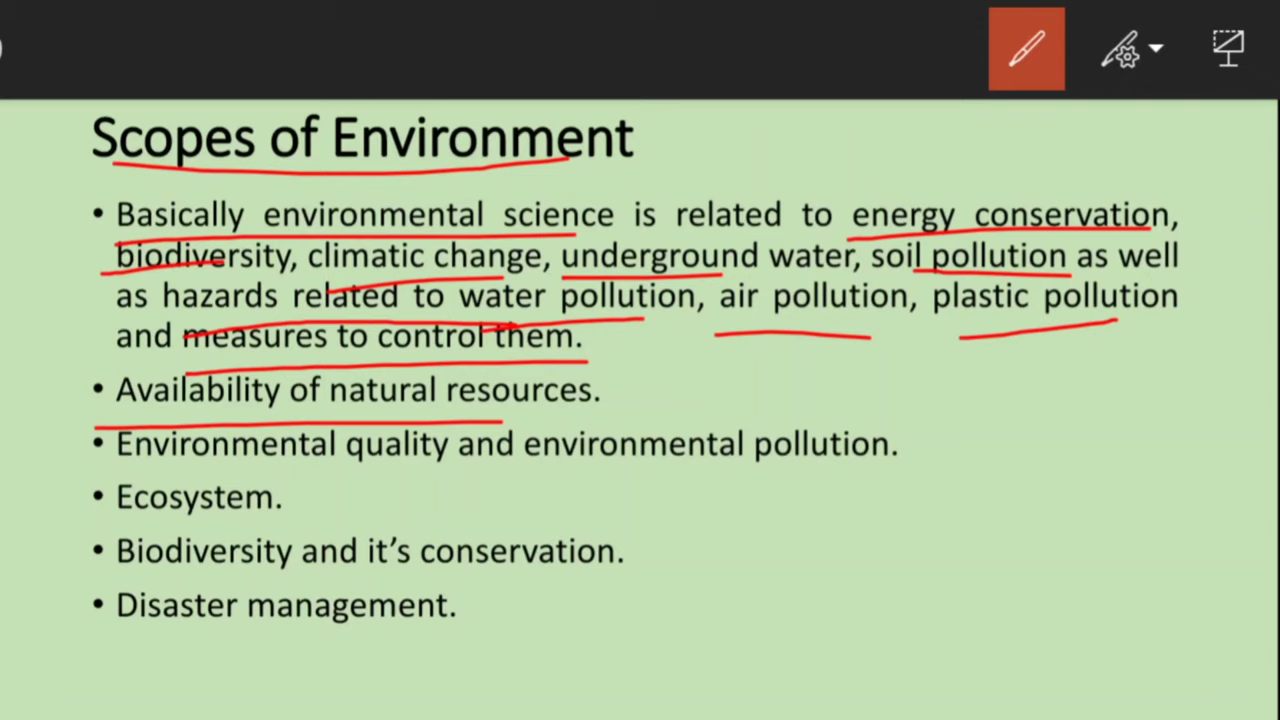 Scopes of Environment
• Basically environmental science is related to energy conservation,
biodiversity, climatic change, underground water, soil pollution as well
as hazards related to water pollution, air pollution, plastic pollution
and measures to control them.
• Availability of natural resources.
• Environmental quality and environmental pollution.
• Ecosystem.
• Biodiversity and it’s conservation.
• Disaster management.